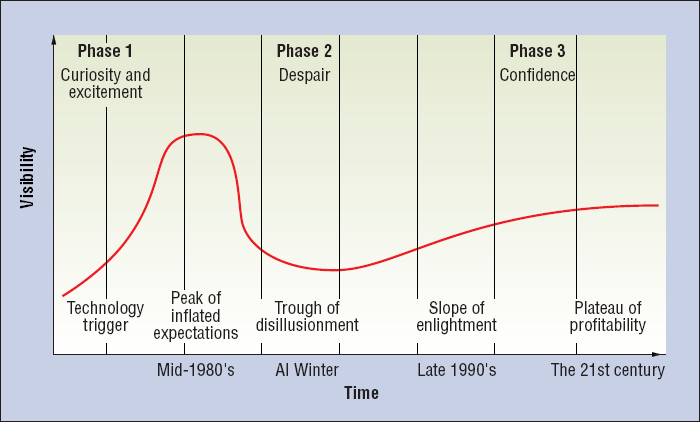 Phase 1
Curiosity and
excitement
Phase 2
Despair
Phase 3
Confidence
Visibility
Technology
trigger
Peak of
inflated
expectations
Trough of
disillusionment
Slope of
enlightment
Plateau of
profitability
Mid-1980's
AI Winter
Late 1990's
The 21st century
Time